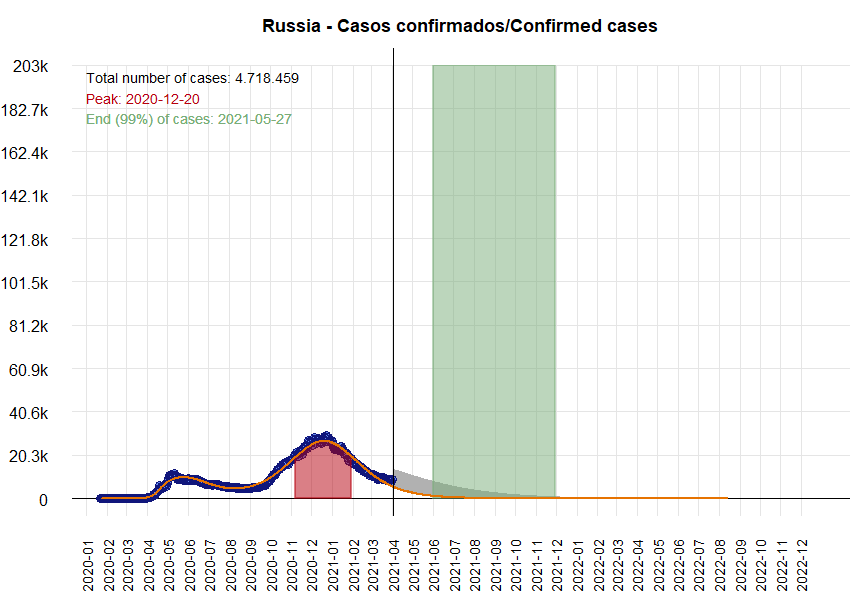 Russia - Casos confirmados/Confirmed cases
203k
Total number of cases: 4.718.459
Peak: 2020-12-20
182.7k
End (99%) of cases: 2021-05-27
162.4k
142.1k
121.8k
101.5k
81.2k
60.9k
40.6k
20.3k
0
2020-01
2020-02
2020-03
2020-04
2020-05
2020-06
2020-07
2020-08
2020-09
2020-10
2020-11
2020-12
2021-01
2021-02
2021-03
2021-04
2021-05
2021-06
2021-07
2021-08
2021-09
2021-10
2021-11
2021-12
2022-01
2022-02
2022-03
2022-04
2022-05
2022-06
2022-07
2022-08
2022-09
2022-10
2022-11
2022-12